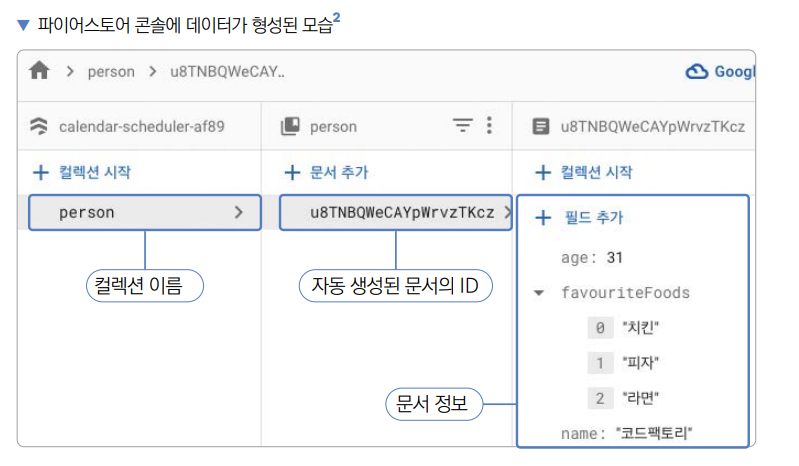 ▼ 파이어스토어 콘솔에 데이터가 형성된 모습2
person > u8TNBQWeCAY..
Googl
calendar-scheduler-af89
person
u8TNBQWeCAYpWrvzTKcz
+ 컬렉션 시작
+ 문서 추가
+ 컬렉션 시작
person
u8TNBQWeCAYpWrvzTKcz
+ 필드 추가
컬렉션 이름
자동 생성된 문서의 ID
age: 31
favouriteFoods
0 "치킨"
1 "피자"
2 "라면"
문서 정보
name: "코드팩토리"